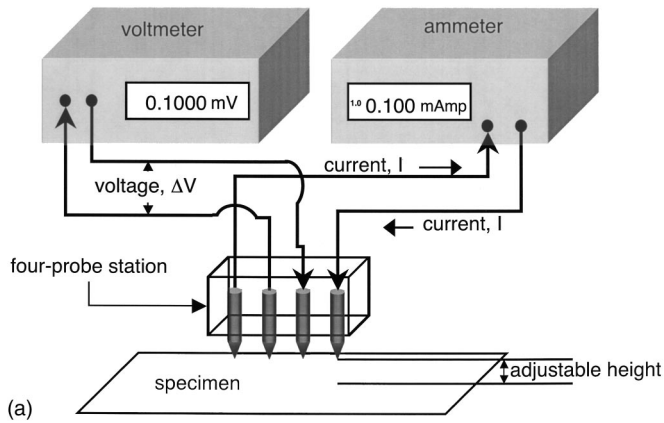 voltmeter
ammeter
0.1000 mV
1.0 0.100 mAmp
current, I
voltage, ΔV
current, I
four-probe
station
adjustable height
specimen
(a)